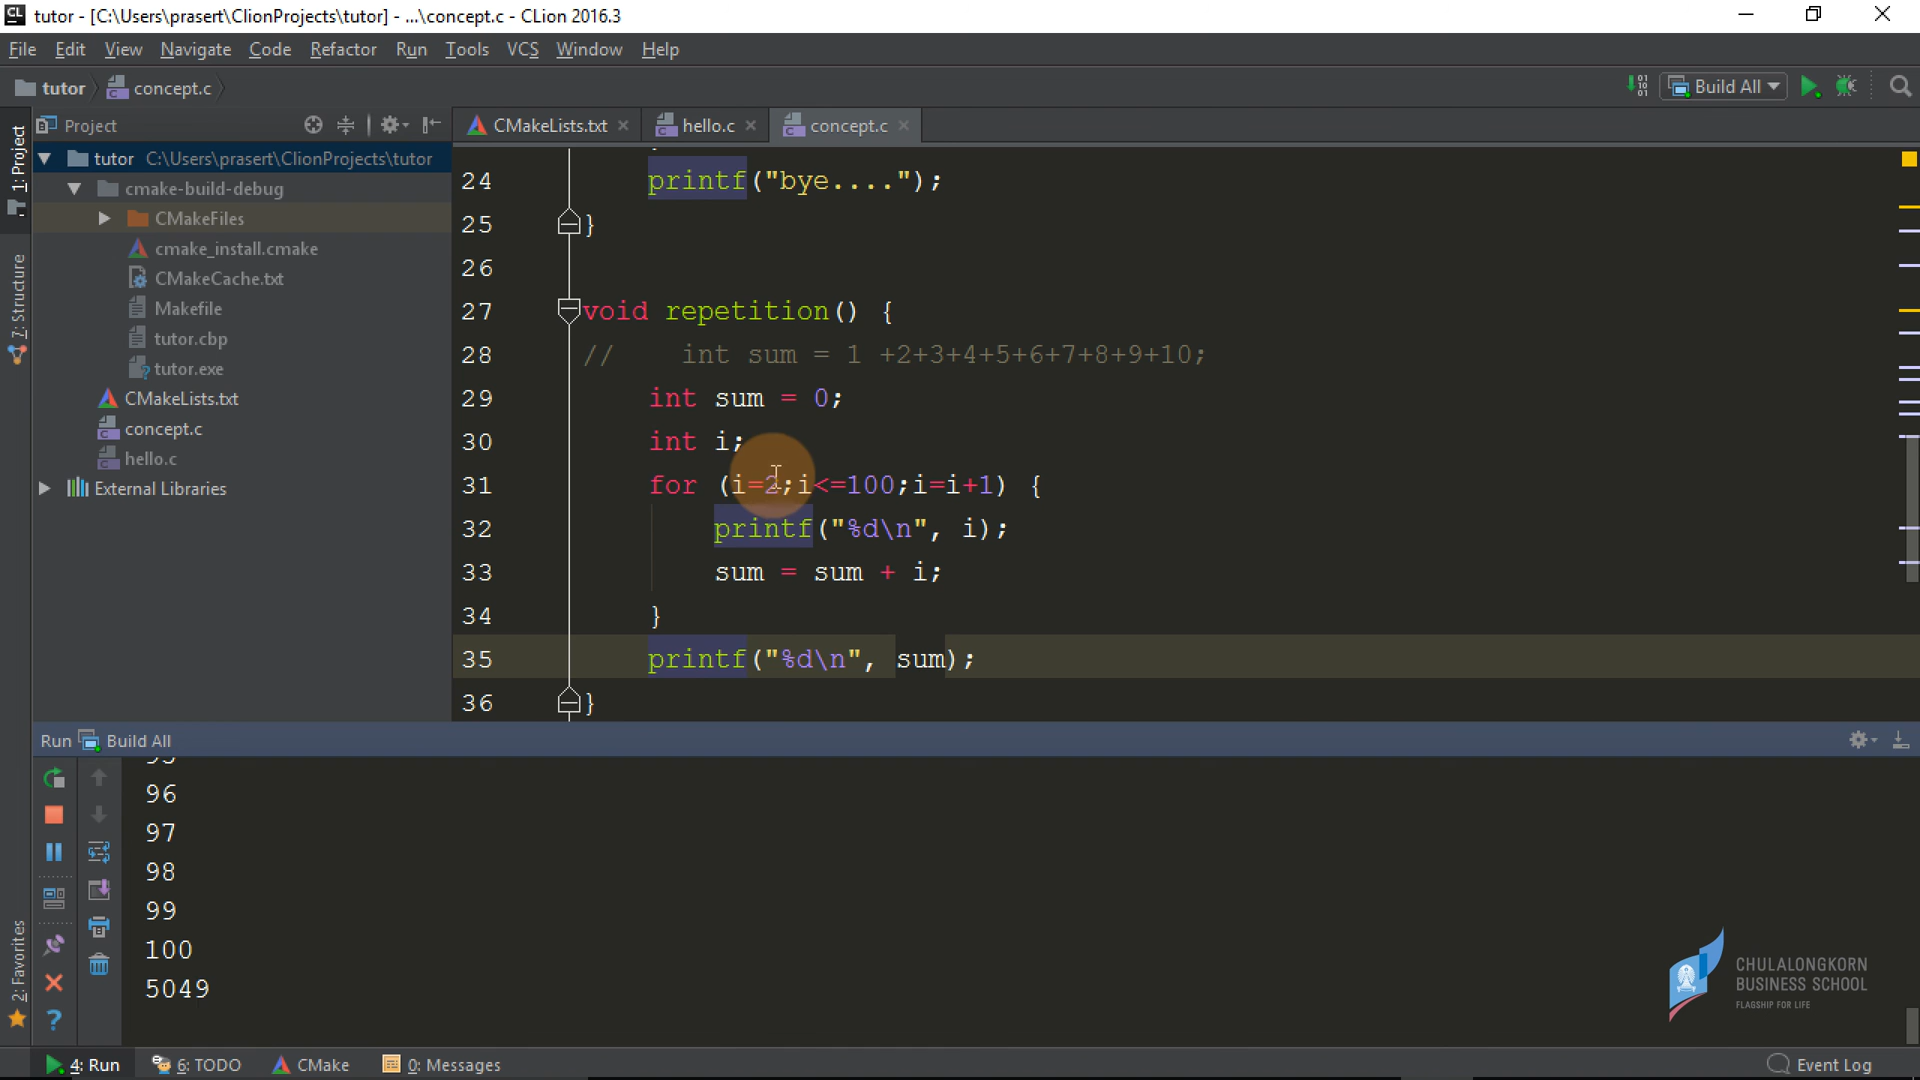 tutor - [C:\Users\prasert\ClionProjects\tutor] - ...\concept.c - CLion 2016.3
File Edit View Navigate Code Refactor Run Tools VCS Window Help
tutor concept.c Build All
1: Project
7: Structure
2: Favorites
Project
tutor C:\Users\prasert\ClionProjects\tutor
cmake-build-debug
CMakeFiles
cmake_install.cmake
CMakeCache.txt
Makefile
tutor.cbp
tutor.exe
CMakeLists.txt
concept.c
hello.c
External Libraries
CMakeLists.txt hello.c concept.c
24 printf("bye....");
25 }
26
27 void repetition() {
28 // int sum = 1 +2+3+4+5+6+7+8+9+10;
29 int sum = 0;
30 int i;
31 for (i=2;i<=100;i=i+1) {
32 printf("%d\n", i);
33 sum = sum + i;
34 }
35 printf("%d\n", sum);
36 }
Run Build All
96
97
98
99
100
5049
CHULALONGKORN
BUSINESS SCHOOL
FLAGSHIP FOR LIFE
4: Run 6: TODO CMake 0: Messages Event Log